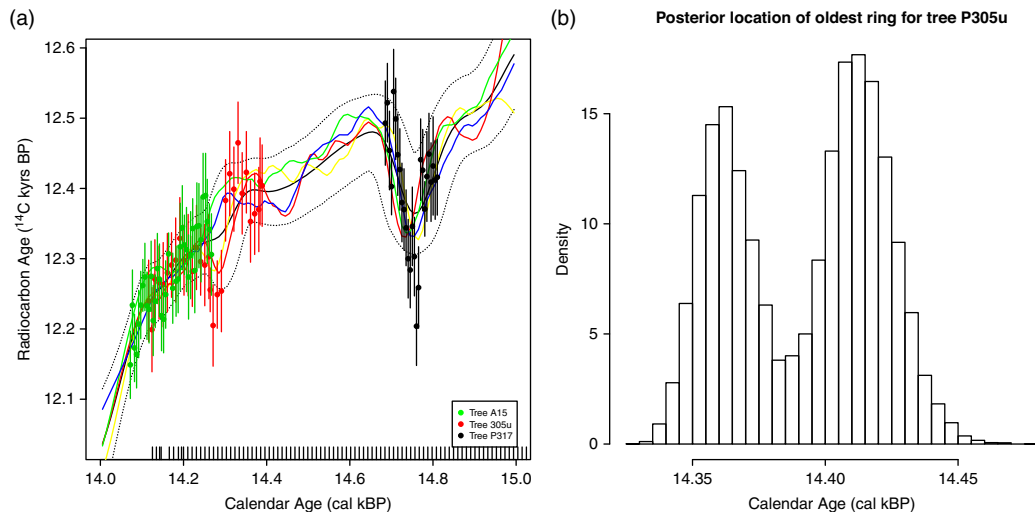 (a)
12.6
12.5
12.4
12.3
12.2
12.1
Radiocarbon Age (¹⁴C kyrs BP)
Tree A15
Tree 305u
Tree P317
14.0 14.2 14.4 14.6 14.8 15.0
Calendar Age (cal kBP)
(b)
Posterior location of oldest ring for tree P305u
15
10
5
0
Density
14.35 14.40 14.45
Calendar Age (cal kBP)